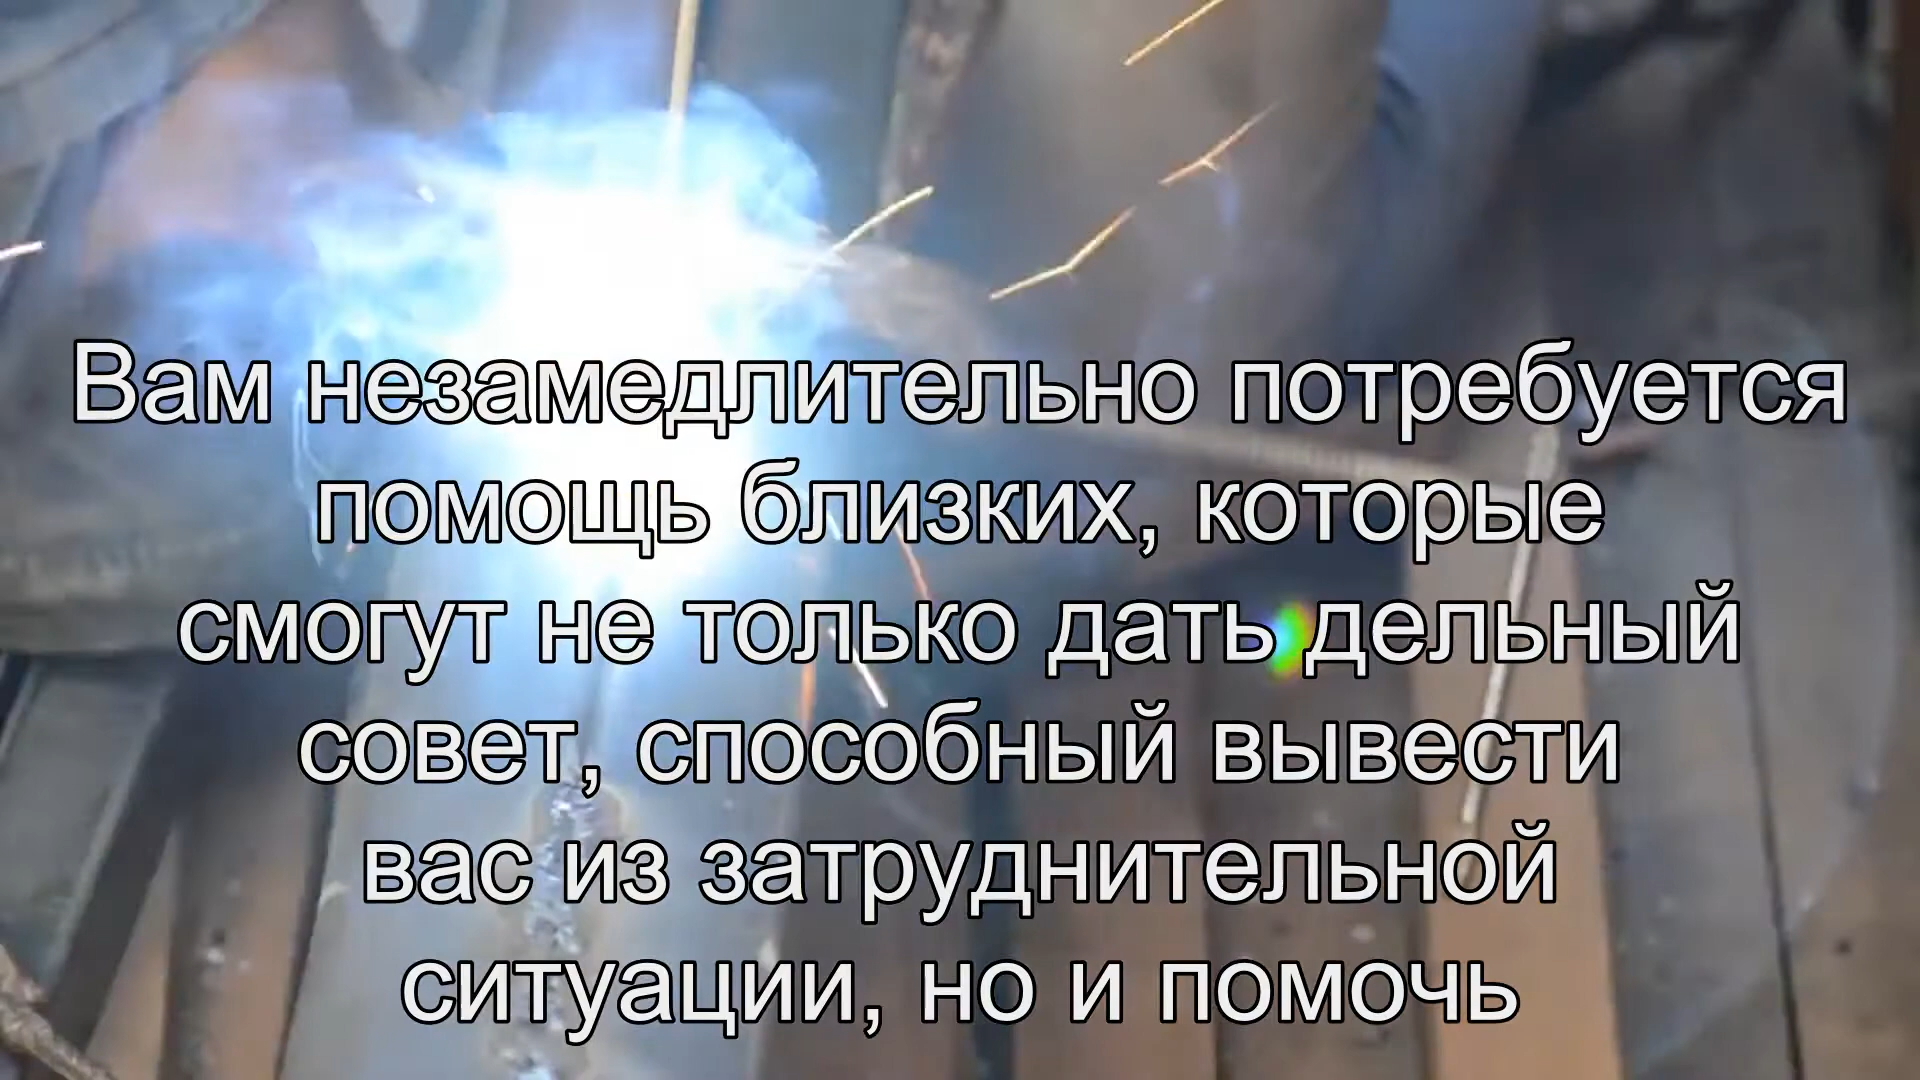 Вам незамедлительно потребуется
помощь близких, которые
смогут не только дать дельный
совет, способный вывести
вас из затруднительной
ситуации, но и помочь